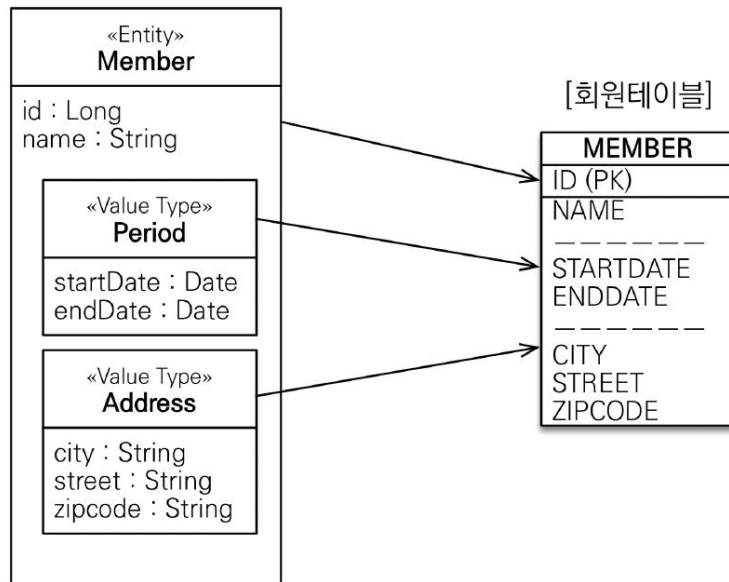 «Entity»
Member
id : Long
name : String
«Value Type»
Period
startDate : Date
endDate : Date
«Value Type»
Address
city : String
street : String
zipcode : String
[회원테이블]
MEMBER
ID (PK)
NAME
STARTDATE
ENDDATE
CITY
STREET
ZIPCODE